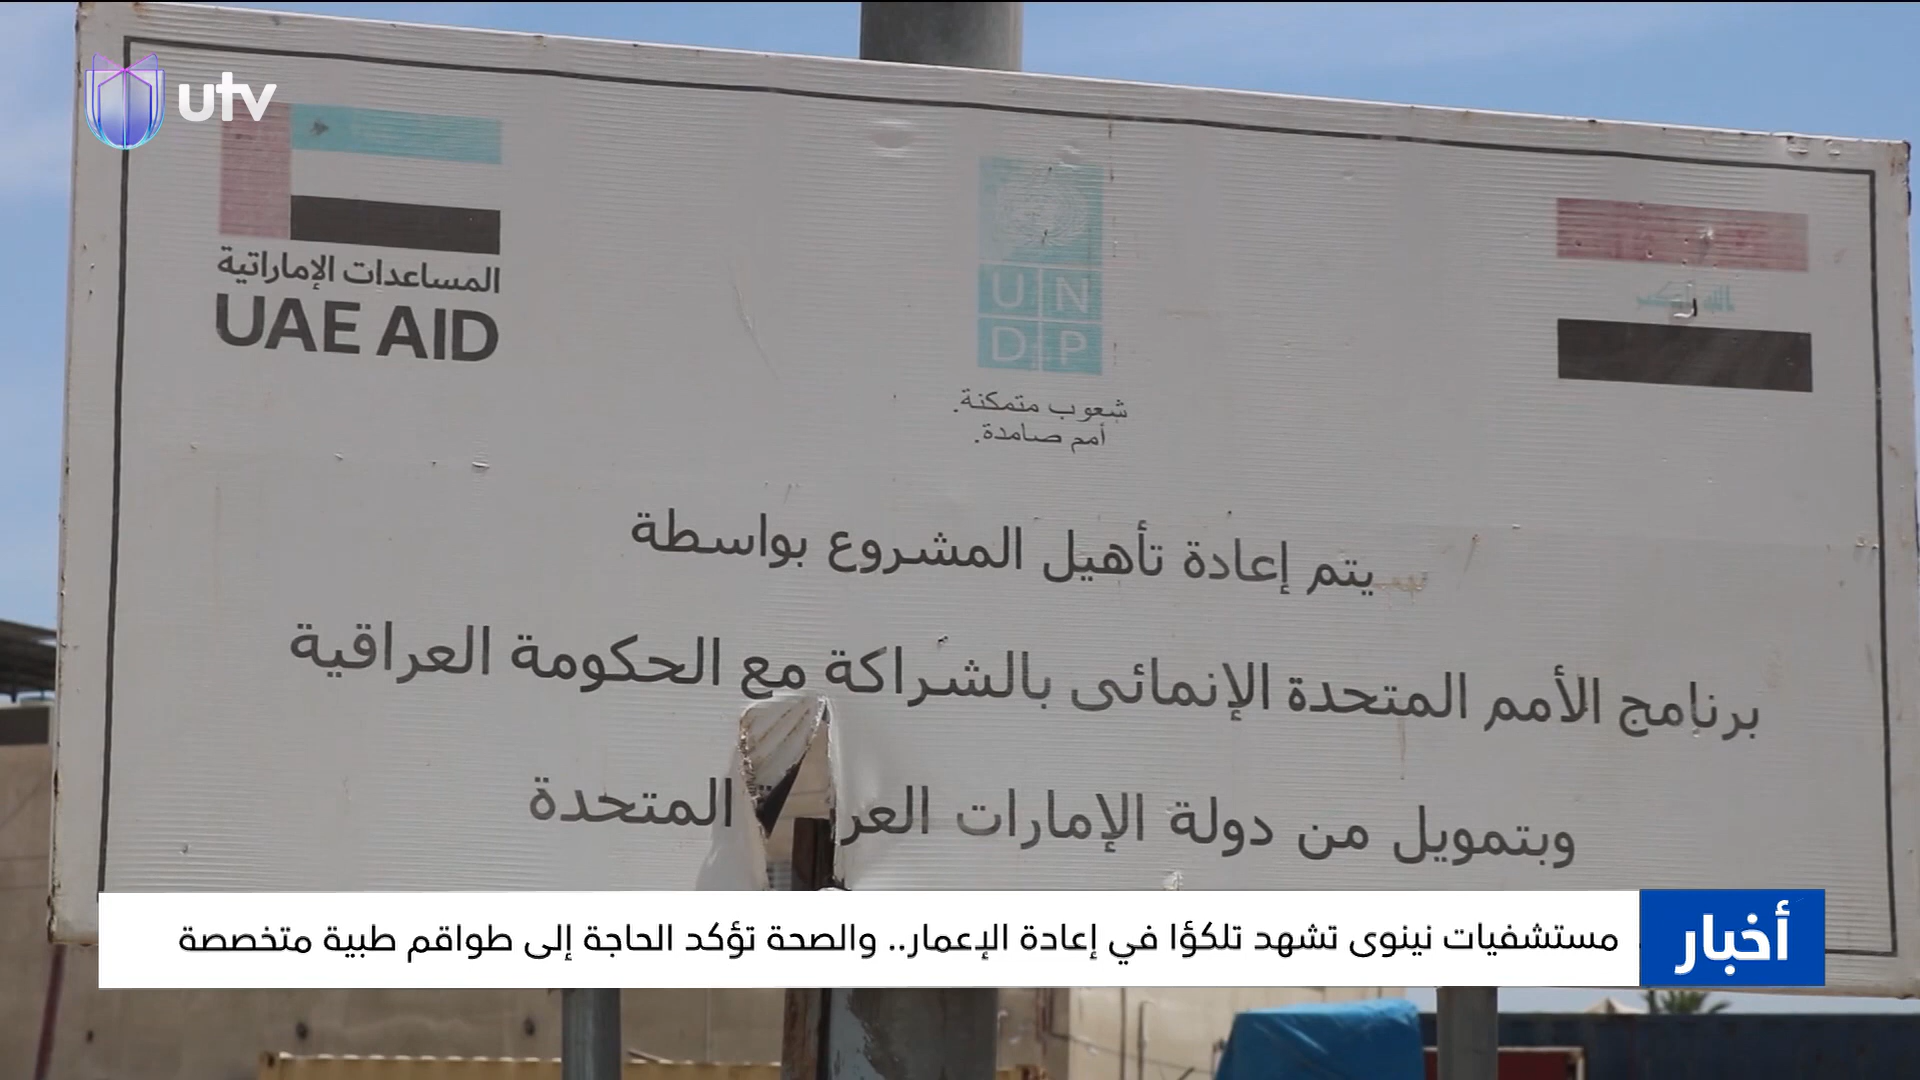 utv
المساعدات الإماراتية
UAE AID
UN
DP
شعوب متمكنة.
أمم صامدة.
يتم إعادة تأهيل المشروع بواسطة
برنامج الأمم المتحدة الإنمائى بالشراكة مع الحكومة العراقية
وبتمويل من دولة الإمارات المتحدة
أخبار
مستشفيات نينوى تشهد تلكؤا في إعادة الإعمار.. والصحة تؤكد الحاجة إلى طواقم طبية متخصصة